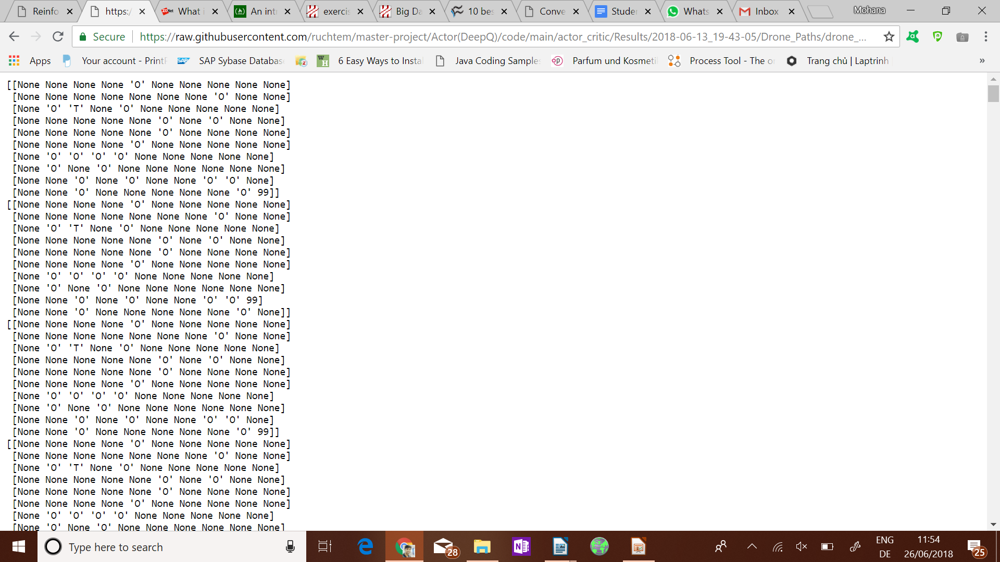 Reinfo
https:/
What i
An intr
exercis
Big Da
10 bes
Conve
Studer
Whats
Inbox
Mohana
Secure
https://raw.githubusercontent.com/ruchtem/master-project/Actor(DeepQ)/code/main/actor_critic/Results/2018-06-13_19-43-05/Drone_Paths/drone_...
Apps
Your account - Print
SAP Sybase Databas
6 Easy Ways to Insta
Java Coding Samples
Parfum und Kosmeti
Process Tool - The o
Trang chủ | Laptrinh
»
[[None None None None 'O' None None None None None]
[None None None None None None None 'O' None None]
[None 'O' 'T' None 'O' None None None None None]
[None None None None None 'O' None 'O' None None]
[None None None None None 'O' None None None None]
[None None None None 'O' None None None None None]
[None 'O' 'O' 'O' 'O' None None None None None]
[None 'O' None 'O' None None None None None None]
[None None 'O' None 'O' None None 'O' 'O' None]
[None None 'O' None None None None None 'O' 99]]
[[None None None None 'O' None None None None None]
[None None None None None None None 'O' None None]
[None 'O' 'T' None 'O' None None None None None]
[None None None None None 'O' None 'O' None None]
[None None None None None 'O' None None None None]
[None None None None 'O' None None None None None]
[None 'O' 'O' 'O' 'O' None None None None None]
[None 'O' None 'O' None None None None None None]
[None None 'O' None 'O' None None 'O' 'O' 99]
[None None 'O' None None None None None 'O' None]]
[[None None None None 'O' None None None None None]
[None None None None None None None 'O' None None]
[None 'O' 'T' None 'O' None None None None None]
[None None None None None 'O' None 'O' None None]
[None None None None None 'O' None None None None]
[None None None None 'O' None None None None None]
[None 'O' 'O' 'O' 'O' None None None None None]
[None 'O' None 'O' None None None None None None]
[None None 'O' None 'O' None None 'O' 'O' None]
[None None 'O' None None None None None 'O' 99]]
[[None None None None 'O' None None None None None]
[None None None None None None None 'O' None None]
[None 'O' 'T' None 'O' None None None None None]
[None None None None None 'O' None 'O' None None]
[None None None None None 'O' None None None None]
[None None None None 'O' None None None None None]
[None 'O' 'O' 'O' 'O' None None None None None]
[None 'O' None 'O' None None None None None None]
Type here to search
28
ENG
DE
11:54
26/06/2018
25